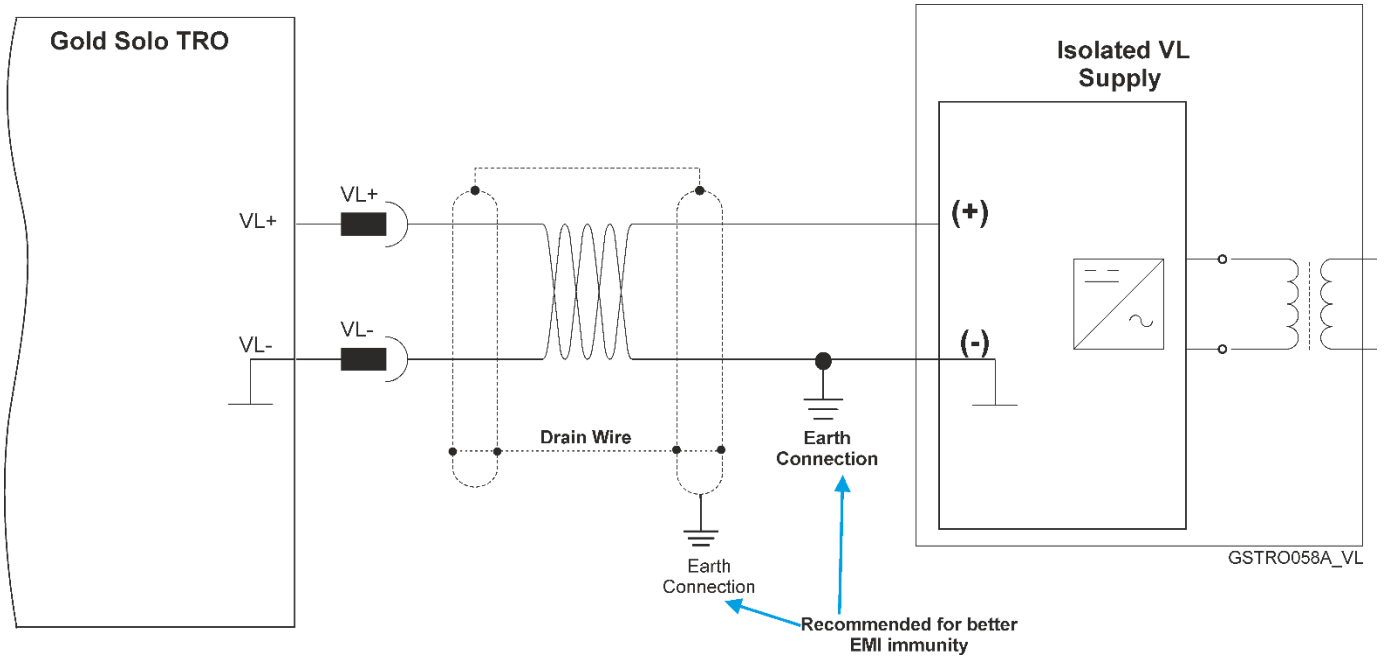 Gold Solo TRO
Isolated VL
Supply
VL+
VL+
(+)
VL-
VL-
(-)
Drain Wire
Earth
Connection
Earth
Connection
GSTRO058A_VL
Recommended for better
EMI immunity